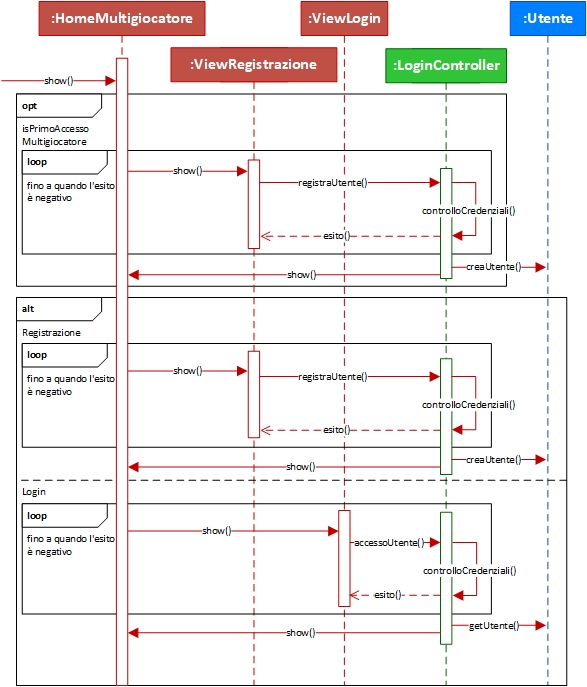 :HomeMultigiocatore
:ViewLogin
:Utente
:ViewRegistrazione
:LoginController
show()
opt
isPrimoAccesso
Multigiocatore
loop
fino a quando l'esito
è negativo
show()
registraUtente()
controlloCredenziali()
esito()
creaUtente()
show()
alt
Registrazione
loop
fino a quando l'esito
è negativo
show()
registraUtente()
controlloCredenziali()
esito()
creaUtente()
show()
Login
loop
fino a quando l'esito
è negativo
show()
accessoUtente()
controlloCredenziali()
esito()
getUtente()
show()